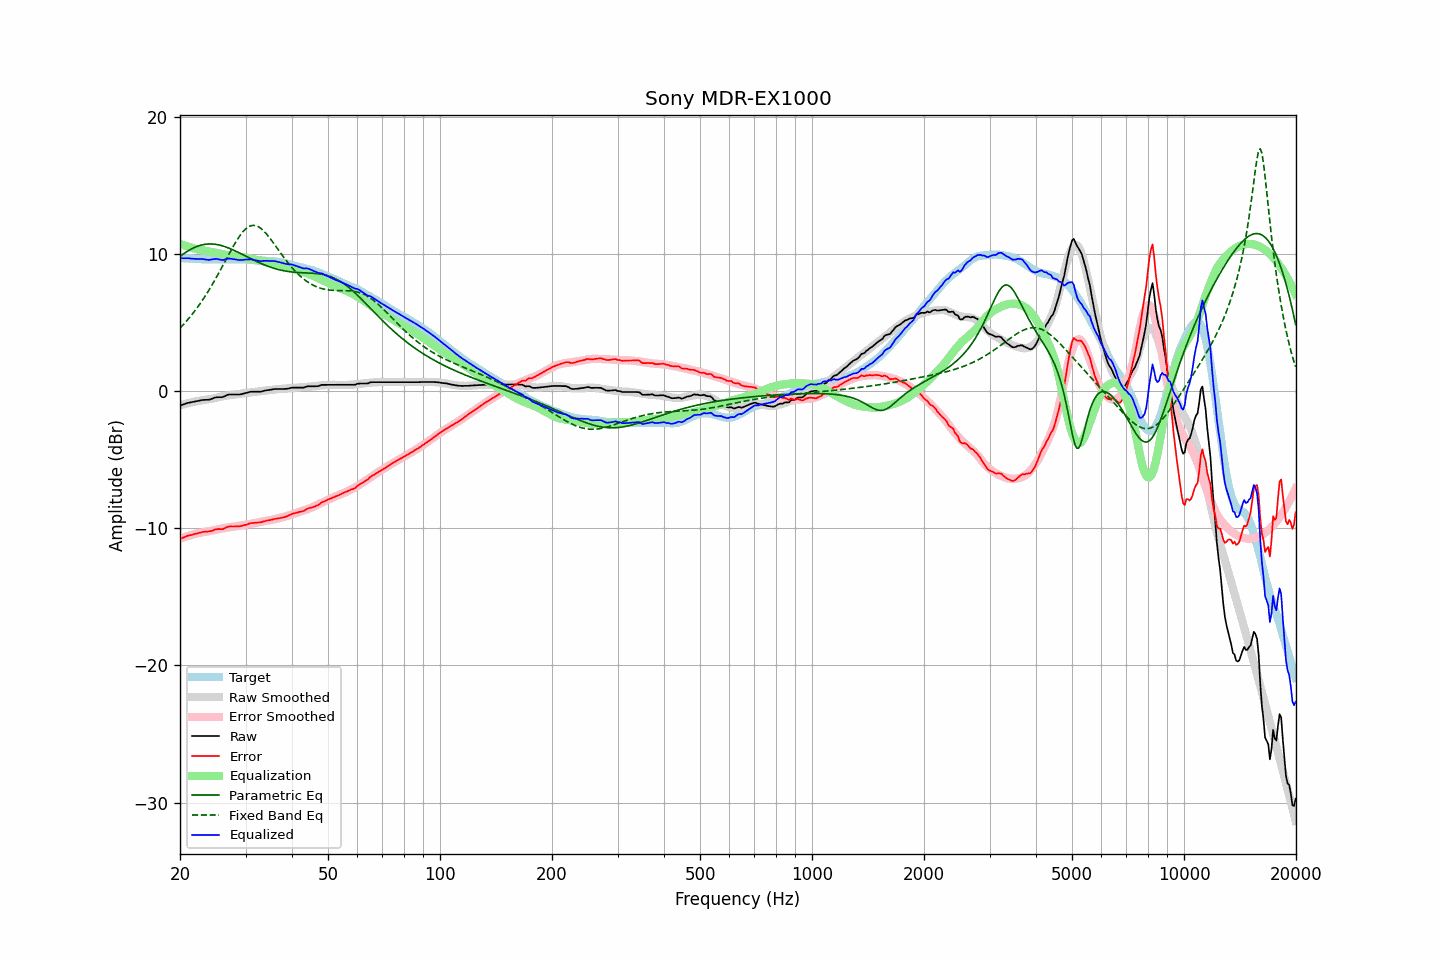 Sony MDR-EX1000
Amplitude (dBr)
20
10
0
−10
−20
−30
Target
Raw Smoothed
Error Smoothed
Raw
Error
Equalization
Parametric Eq
Fixed Band Eq
Equalized
20 50 100 200 500 1000 2000 5000 10000 20000
Frequency (Hz)